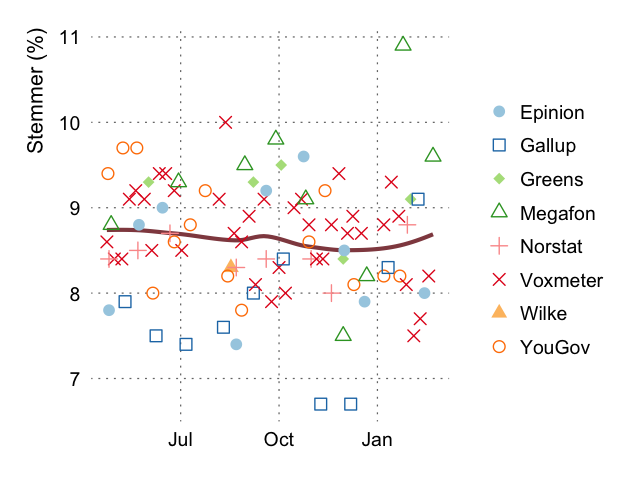 Stemmer (%)
11
10
9
8
7
Jul
Oct
Jan
Epinion
Gallup
Greens
Megafon
Norstat
Voxmeter
Wilke
YouGov